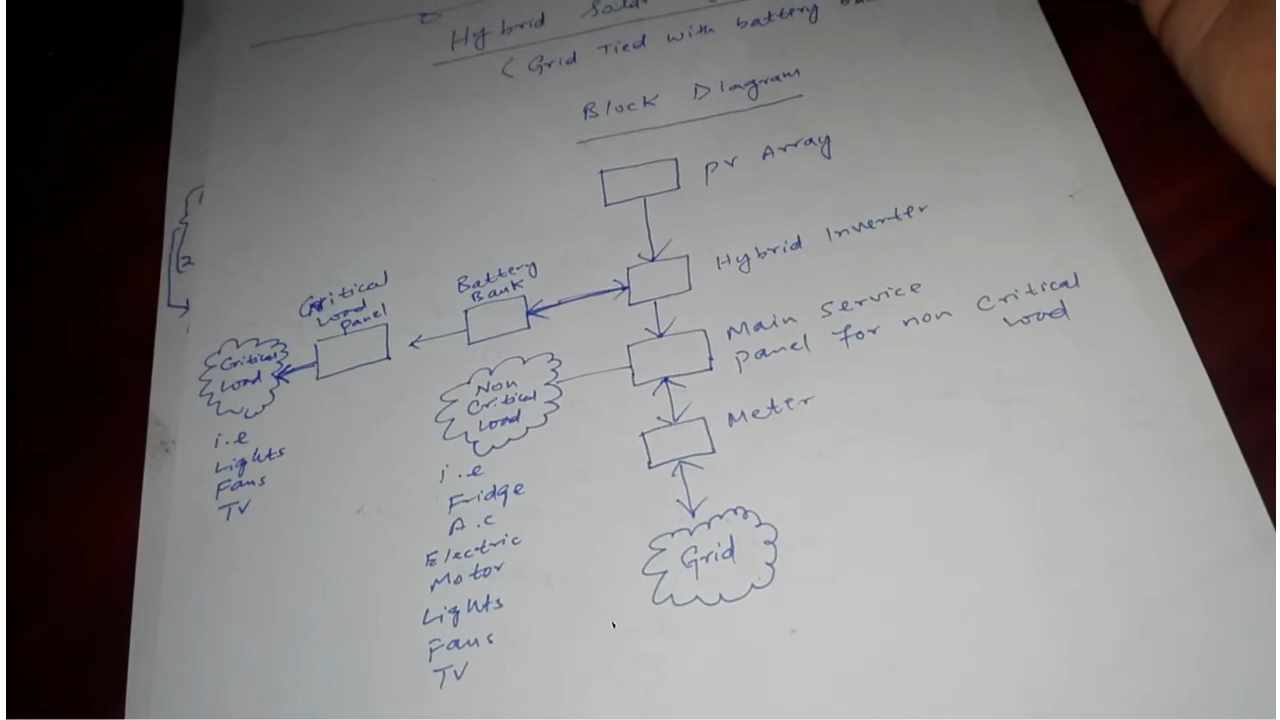 Hybrid
(Grid Tied with battery
Block Diagram
PV Array
Hybrid Inverter
Main Service
panel for non Critical
Load
Meter
Grid
Battery
Bank
Critical
Load
Panel
Critical
Load
i.e
Lights
Fans
TV
Non
Critical
Load
i.e
Fridge
A.C
Electric
Motor
Lights
Fans
TV